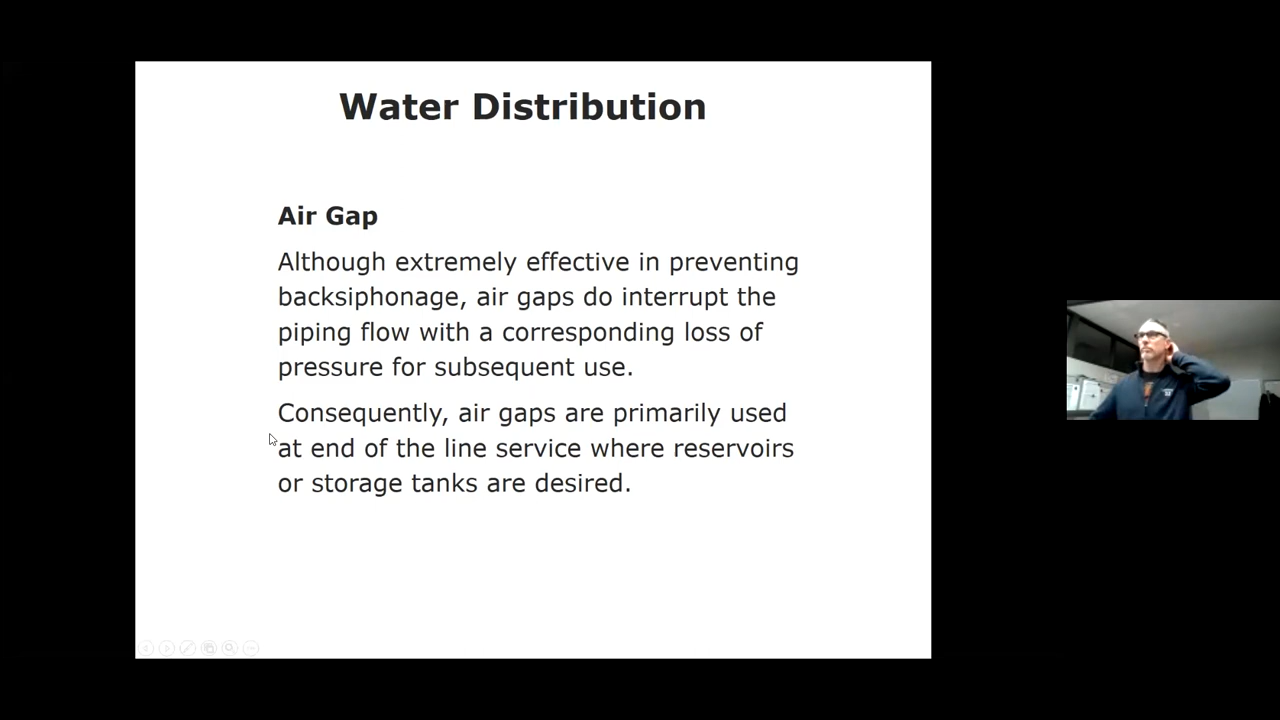 Water Distribution
Air Gap
Although extremely effective in preventing
backsiphonage, air gaps do interrupt the
piping flow with a corresponding loss of
pressure for subsequent use.
Consequently, air gaps are primarily used
at end of the line service where reservoirs
or storage tanks are desired.